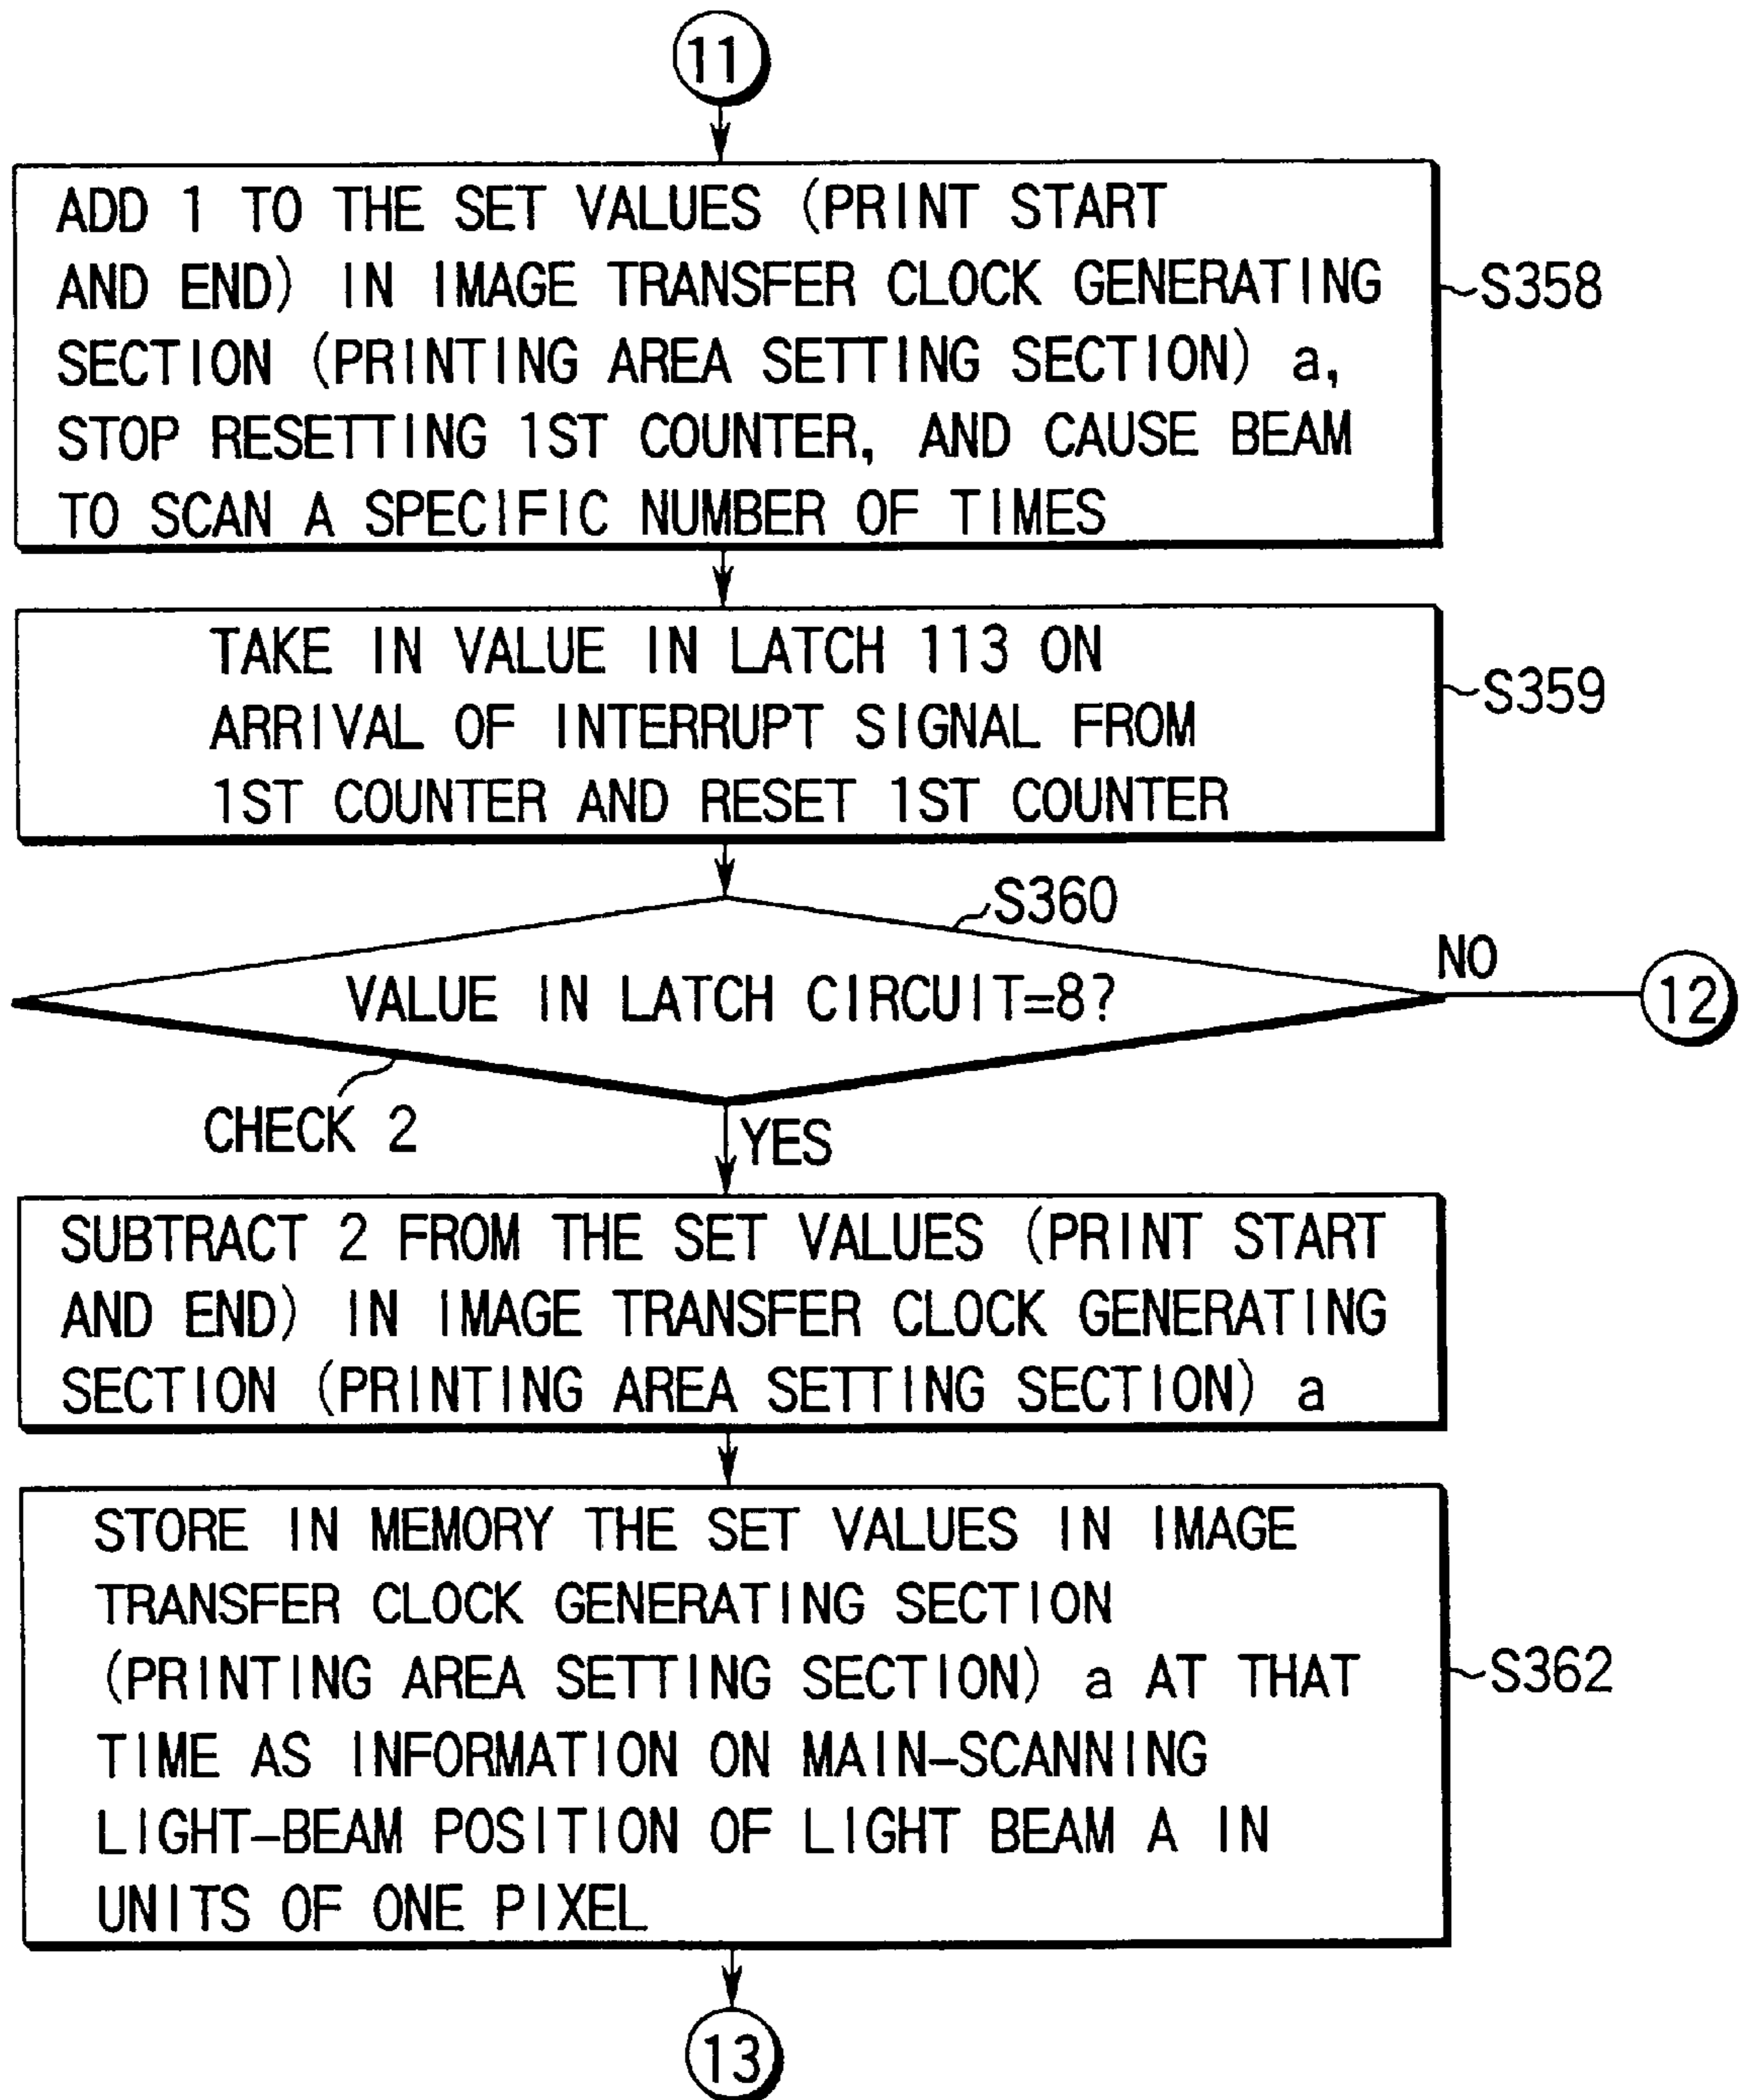 11
ADD 1 TO THE SET VALUES (PRINT START
AND END) IN IMAGE TRANSFER CLOCK GENERATING
SECTION (PRINTING AREA SETTING SECTION) a,
STOP RESETTING 1ST COUNTER, AND CAUSE BEAM
TO SCAN A SPECIFIC NUMBER OF TIMES
S358
TAKE IN VALUE IN LATCH 113 ON
ARRIVAL OF INTERRUPT SIGNAL FROM
1ST COUNTER AND RESET 1ST COUNTER
S359
S360
VALUE IN LATCH CIRCUIT=8?
NO
12
CHECK 2
YES
SUBTRACT 2 FROM THE SET VALUES (PRINT START
AND END) IN IMAGE TRANSFER CLOCK GENERATING
SECTION (PRINTING AREA SETTING SECTION) a
STORE IN MEMORY THE SET VALUES IN IMAGE
TRANSFER CLOCK GENERATING SECTION
(PRINTING AREA SETTING SECTION) a AT THAT
TIME AS INFORMATION ON MAIN-SCANNING
LIGHT-BEAM POSITION OF LIGHT BEAM A IN
UNITS OF ONE PIXEL
S362
13